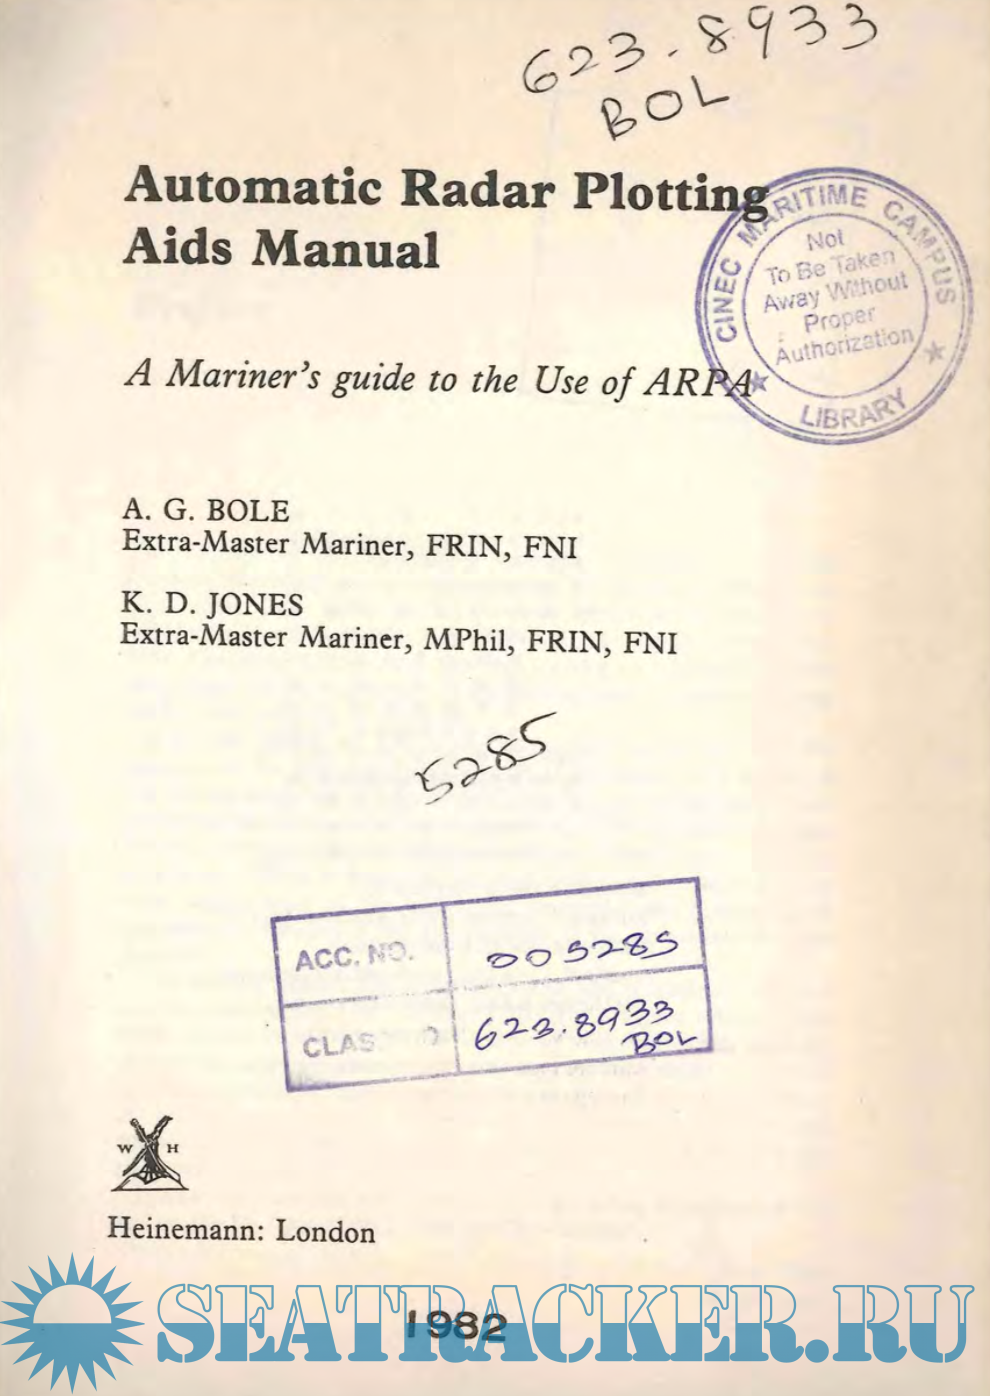 623.8933
BOL
Automatic Radar Plotting
Aids Manual
CINEC MARITIME CAMPUS
Not
To Be Taken
Away Without
Proper
Authorization
LIBRARY
A Mariner's guide to the Use of ARPA
A. G. BOLE
Extra-Master Mariner, FRIN, FNI
K. D. JONES
Extra-Master Mariner, MPhil, FRIN, FNI
5285
ACC. NO. 005285
CLAS 623.8933
BOL
W H
Heinemann: London
SEATRACKER.RU
1982